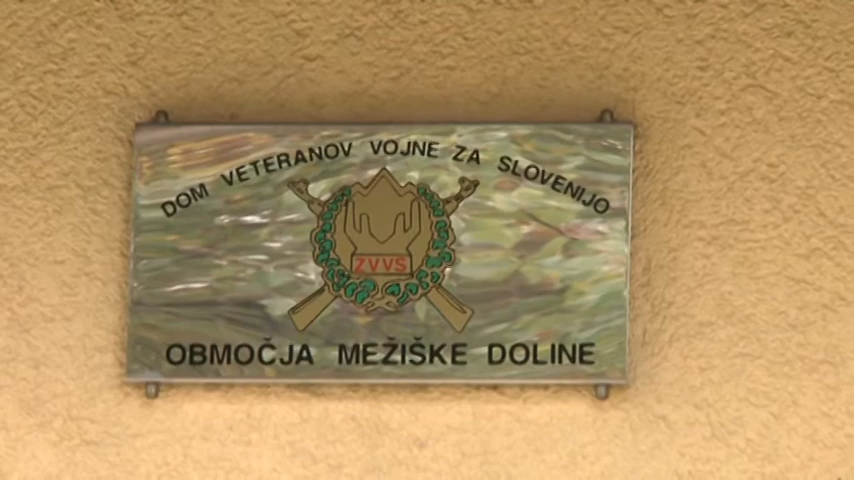 DOM VETERANOV VOJNE ZA SLOVENIJO
ZVVS
OBMOČJA MEŽIŠKE DOLINE